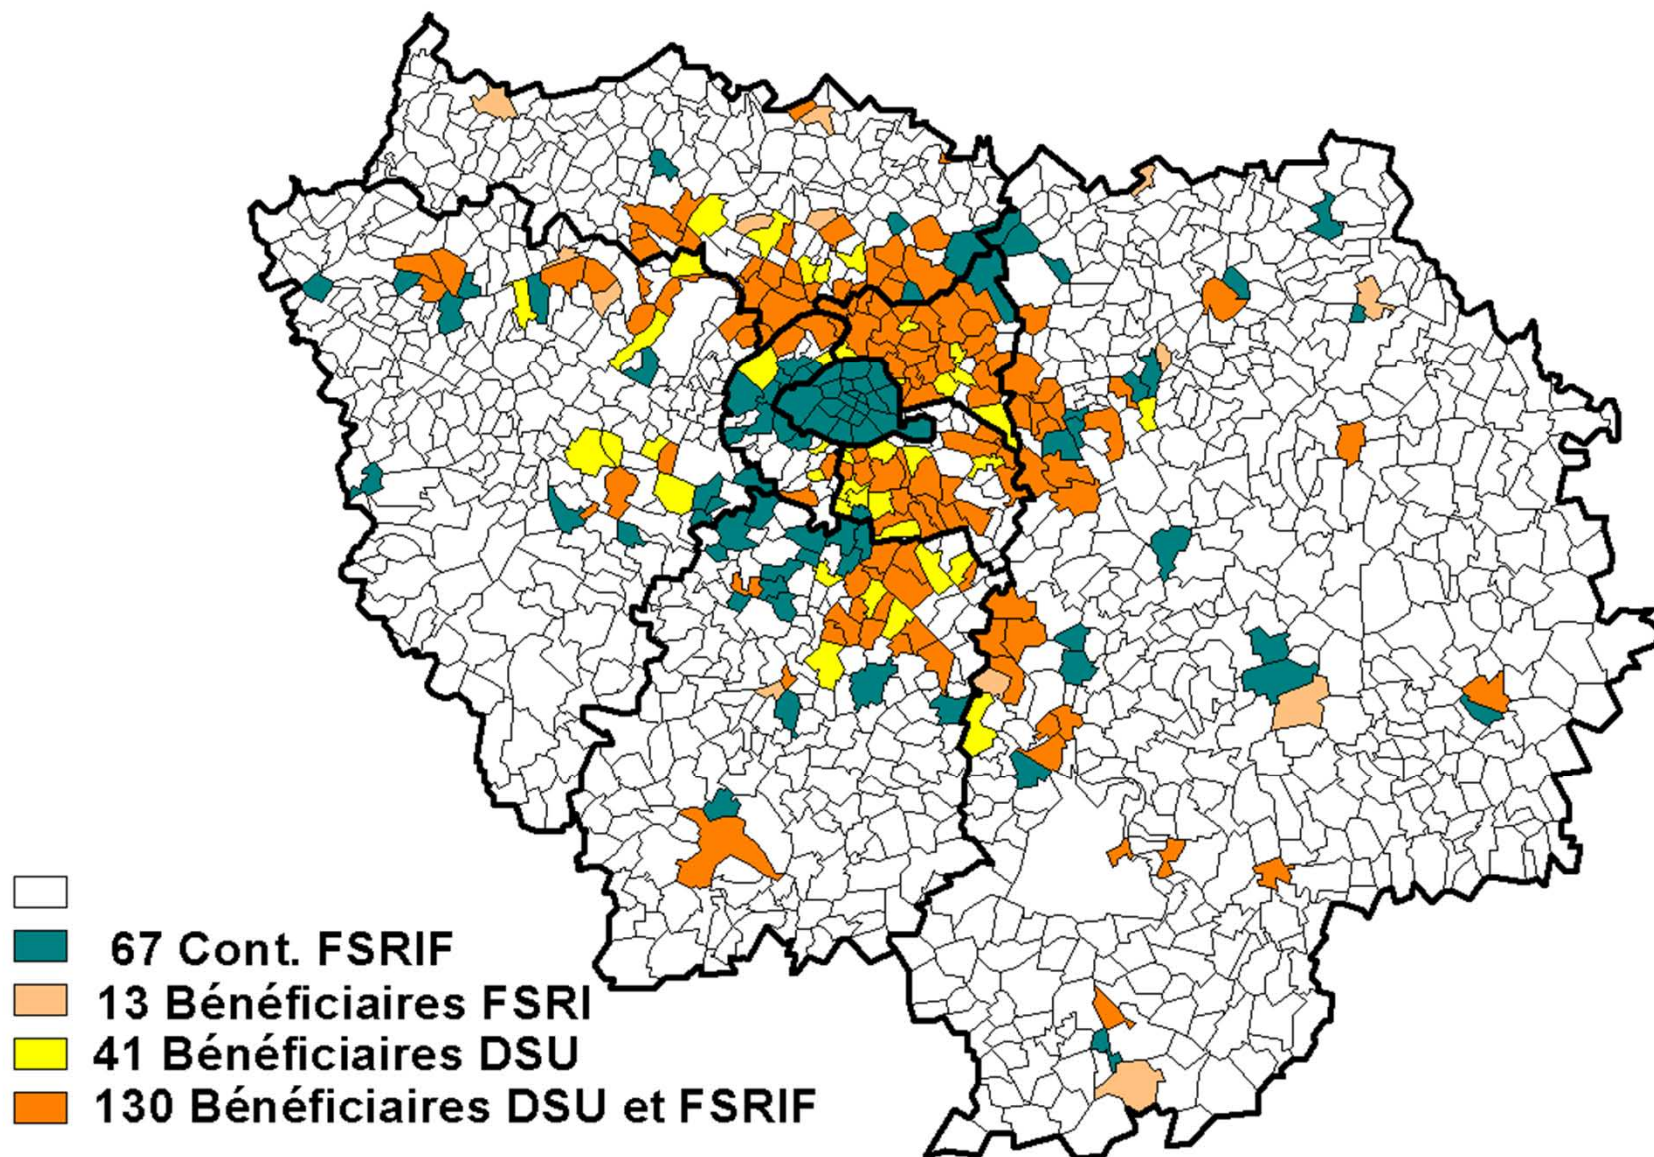 67 Cont. FSRIF
13 Bénéficiaires FSRI
41 Bénéficiaires DSU
130 Bénéficiaires DSU et FSRIF